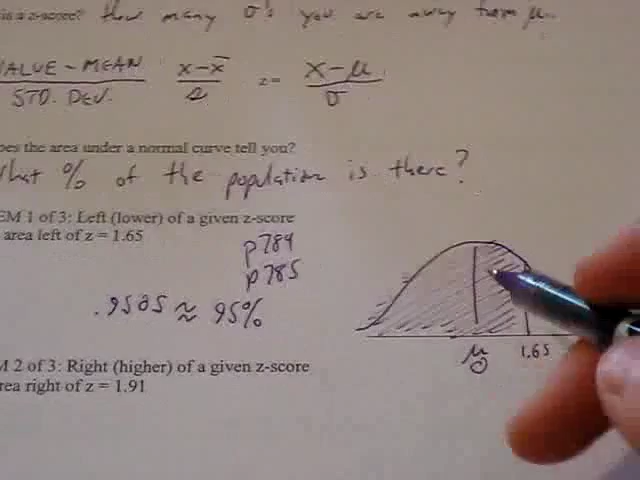 is a z-score? How many σ's you are away from μ.
VALUE - MEAN / STD. DEV. x-x̄ / s z = x-μ / σ
oes the area under a normal curve tell you?
What % of the population is there?
EM 1 of 3: Left (lower) of a given z-score
area left of z = 1.65
p784
p785
.9505 ≈ 95%
μ 1.65
0
M 2 of 3: Right (higher) of a given z-score
rea right of z = 1.91